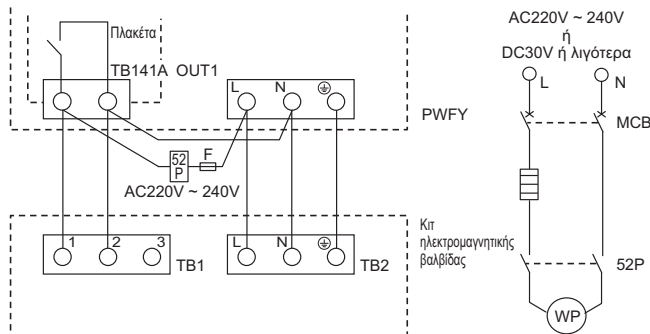 Πλακέτα
TB141A OUT1
L N
PWFY
52
P
F
AC220V ~ 240V
1 2 3
TB1
L N
TB2
Κιτ
ηλεκτρομαγνητικής
βαλβίδας
AC220V ~ 240V
ή
DC30V ή λιγότερα
L N
MCB
52P
WP